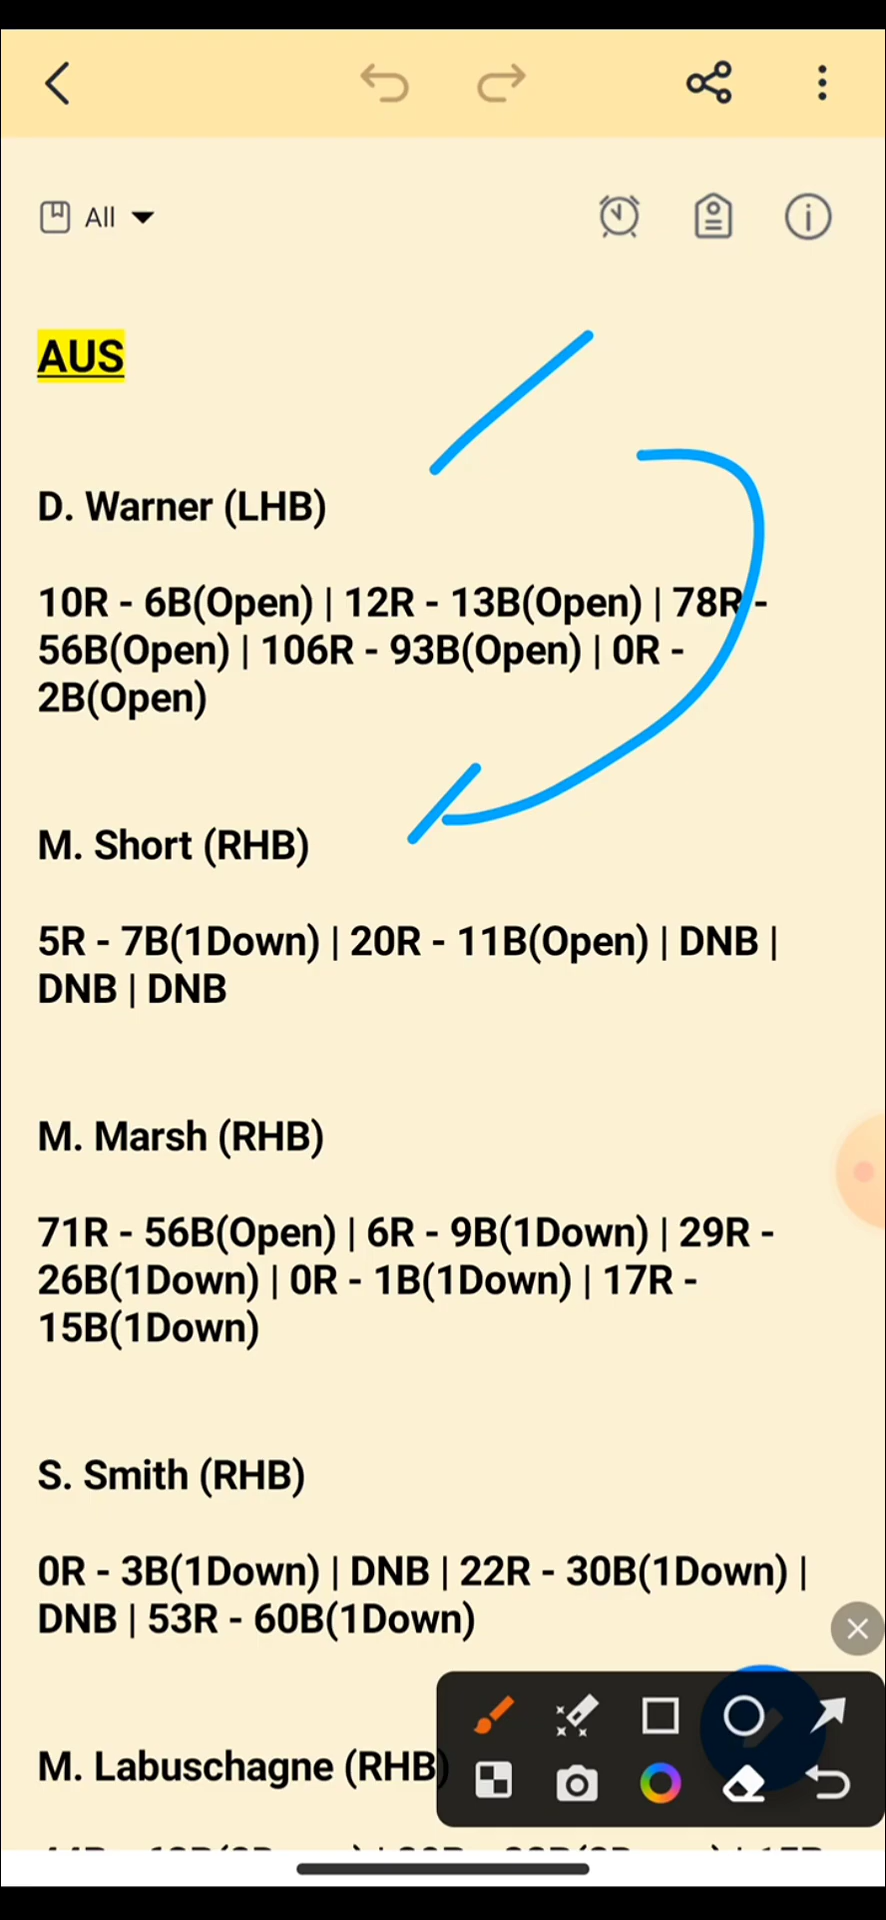 All
AUS
D. Warner (LHB)
10R - 6B(Open) | 12R - 13B(Open) | 78R -
56B(Open) | 106R - 93B(Open) | 0R -
2B(Open)
M. Short (RHB)
5R - 7B(1Down) | 20R - 11B(Open) | DNB |
DNB | DNB
M. Marsh (RHB)
71R - 56B(Open) | 6R - 9B(1Down) | 29R -
26B(1Down) | 0R - 1B(1Down) | 17R -
15B(1Down)
S. Smith (RHB)
0R - 3B(1Down) | DNB | 22R - 30B(1Down) |
DNB | 53R - 60B(1Down)
M. Labuschagne (RHB)